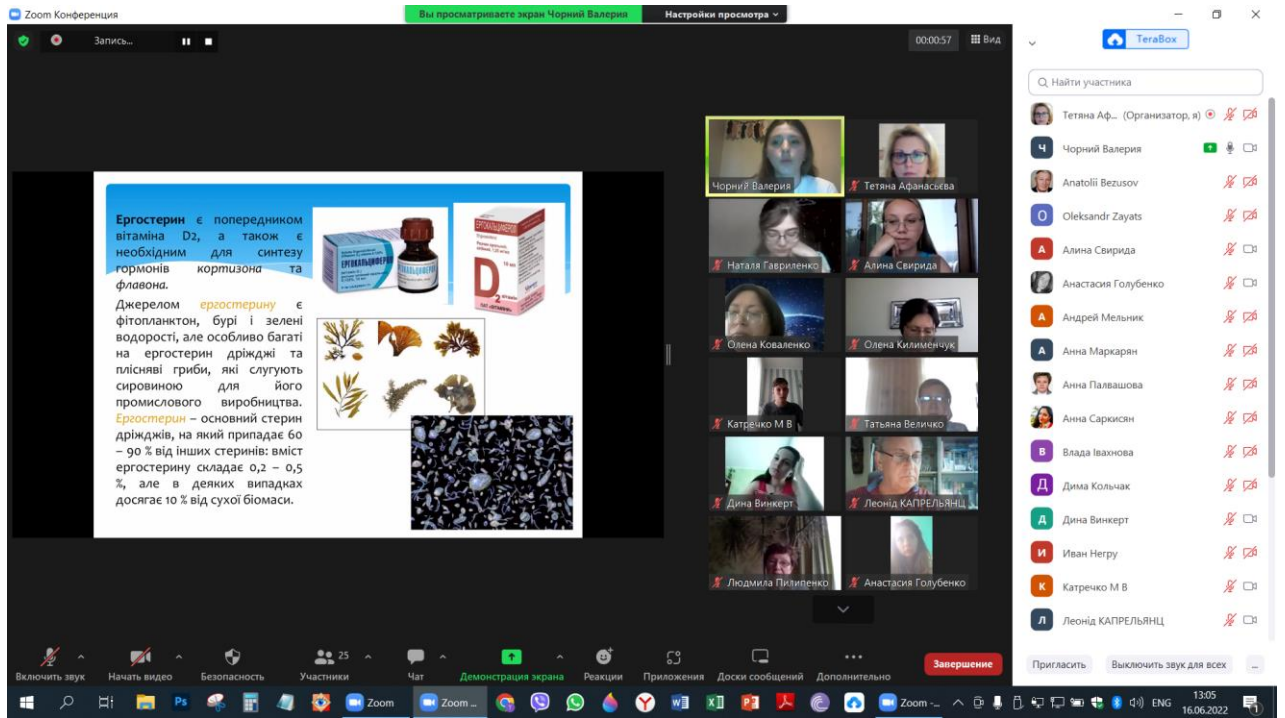 Zoom Конференция
Вы просматриваете экран Чорний Валерия
Настройки просмотра
Запись...
00:00:57
Вид
TeraBox
Найти участника
Ергостерин є попередником
вітаміна D2, а також є
необхідним для синтезу
гормонів кортизона та
флавона.
Джерелом ергостерину є
фітопланктон, бурі і зелені
водорості, але особливо багаті
на ергостерин дріжджі та
плісняві гриби, які слугують
сировиною для його
промислового виробництва.
Ергостерин – основний стерин
дріжджів, на який припадає 60
– 90 % від інших стеринів: вміст
ергостерину складає 0,2 – 0,5
%, але в деяких випадках
досягає 10 % від сухої біомаси.
ЕРГОКАЛЬЦИФЕРОЛ
D2
Чорний Валерия
Тетяна Афанасьєва
Наталя Гавриленко
Алина Свирида
Олена Коваленко
Олена Килименчук
Катречко М В
Татьяна Величко
Дина Винкерт
Леонід КАПРЕЛЬЯНЦ
Людмила Пилипенко
Анастасия Голубенко
Тетяна Аф... (Организатор, я)
Ч Чорний Валерия
Anatolii Bezusov
O Oleksandr Zayats
А Алина Свирида
Анастасия Голубенко
А Андрей Мельник
А Анна Маркарян
Анна Палвашова
Анна Саркисян
В Влада Івахнова
Д Дима Кольчак
Д Дина Винкерт
И Иван Негру
К Катречко М В
Л Леонід КАПРЕЛЬЯНЦ
Включить звук
Начать видео
Безопасность
25
Участники
Чат
Демонстрация экрана
Реакции
Приложения
Доски сообщений
Дополнительно
Завершение
Пригласить
Выключить звук для всех
...
Zoom
Zoom ...
Zoom -...
ENG
13:05
16.06.2022